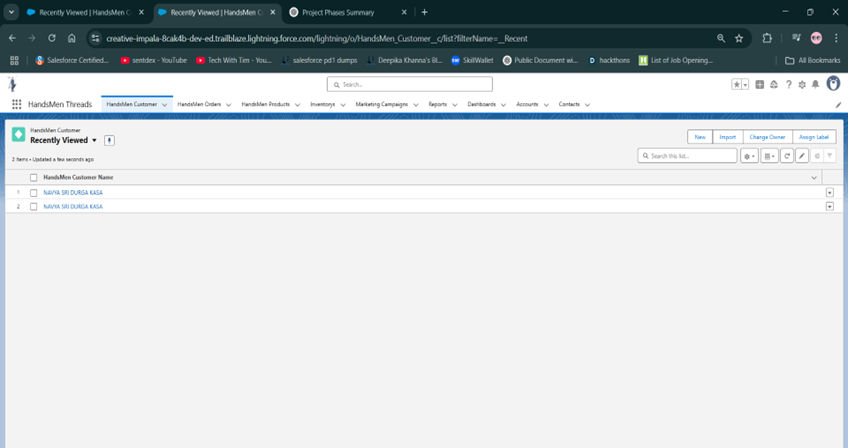 Recently Viewed | HandsMen C
Recently Viewed | HandsMen C
Project Phases Summary
creative-impala-8cak4b-dev-ed.trailblaze.lightning.force.com/lightning/o/HandsMen_Customer__c/list?filterName=__Recent
Salesforce Certified...
sentdex - YouTube
Tech With Tim - You...
salesforce pd1 dumps
Deepika Khanna's Bl...
SkillWallet
Public Document wi...
hackthons
List of Job Opening...
All Bookmarks
Search...
HandsMen Threads
HandsMen Customer
HandsMen Orders
HandsMen Products
Inventorys
Marketing Campaigns
Reports
Dashboards
Accounts
Contacts
HandsMen Customer
Recently Viewed
New
Import
Change Owner
Assign Label
2 items • Updated a few seconds ago
Search this list...
HandsMen Customer Name
1 NAVYA SRI DURGA KASA
2 NAVYA SRI DURGA KASA